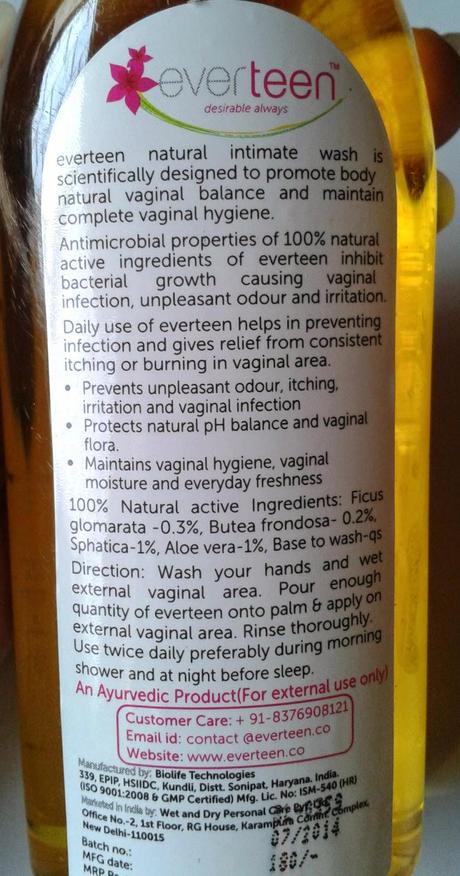 everteen™
desirable always
everteen natural intimate wash is
scientifically designed to promote body
natural vaginal balance and maintain
complete vaginal hygiene.
Antimicrobial properties of 100% natural
active ingredients of everteen inhibit
bacterial growth causing vaginal
infection, unpleasant odour and irritation.
Daily use of everteen helps in preventing
infection and gives relief from consistent
itching or burning in vaginal area.
• Prevents unpleasant odour, itching,
irritation and vaginal infection
• Protects natural pH balance and vaginal
flora.
• Maintains vaginal hygiene, vaginal
moisture and everyday freshness
100% Natural active Ingredients: Ficus
glomarata -0.3%, Butea frondosa- 0.2%,
Sphatica-1%, Aloe vera-1%, Base to wash-qs
Direction: Wash your hands and wet
external vaginal area. Pour enough
quantity of everteen onto palm & apply on
external vaginal area. Rinse thoroughly.
Use twice daily preferably during morning
shower and at night before sleep.
An Ayurvedic Product(For external use only)
Customer Care: + 91-8376908121
Email id: contact @everteen.co
Website: www.everteen.co
Manufactured by: Biolife Technologies
339, EPIP, HSIIDC, Kundli, Distt. Sonipat, Haryana. India.
(ISO 9001:2008 & GMP Certified) Mfg. Lic. No: ISM-540 (HR)
Marketed in India by: Wet and Dry Personal Care
Office No.-2, 1st Floor, RG House, Karampura Comm. Complex,
New Delhi-110015
07/2014
Batch no.:
180/-
MFG date:
MRP